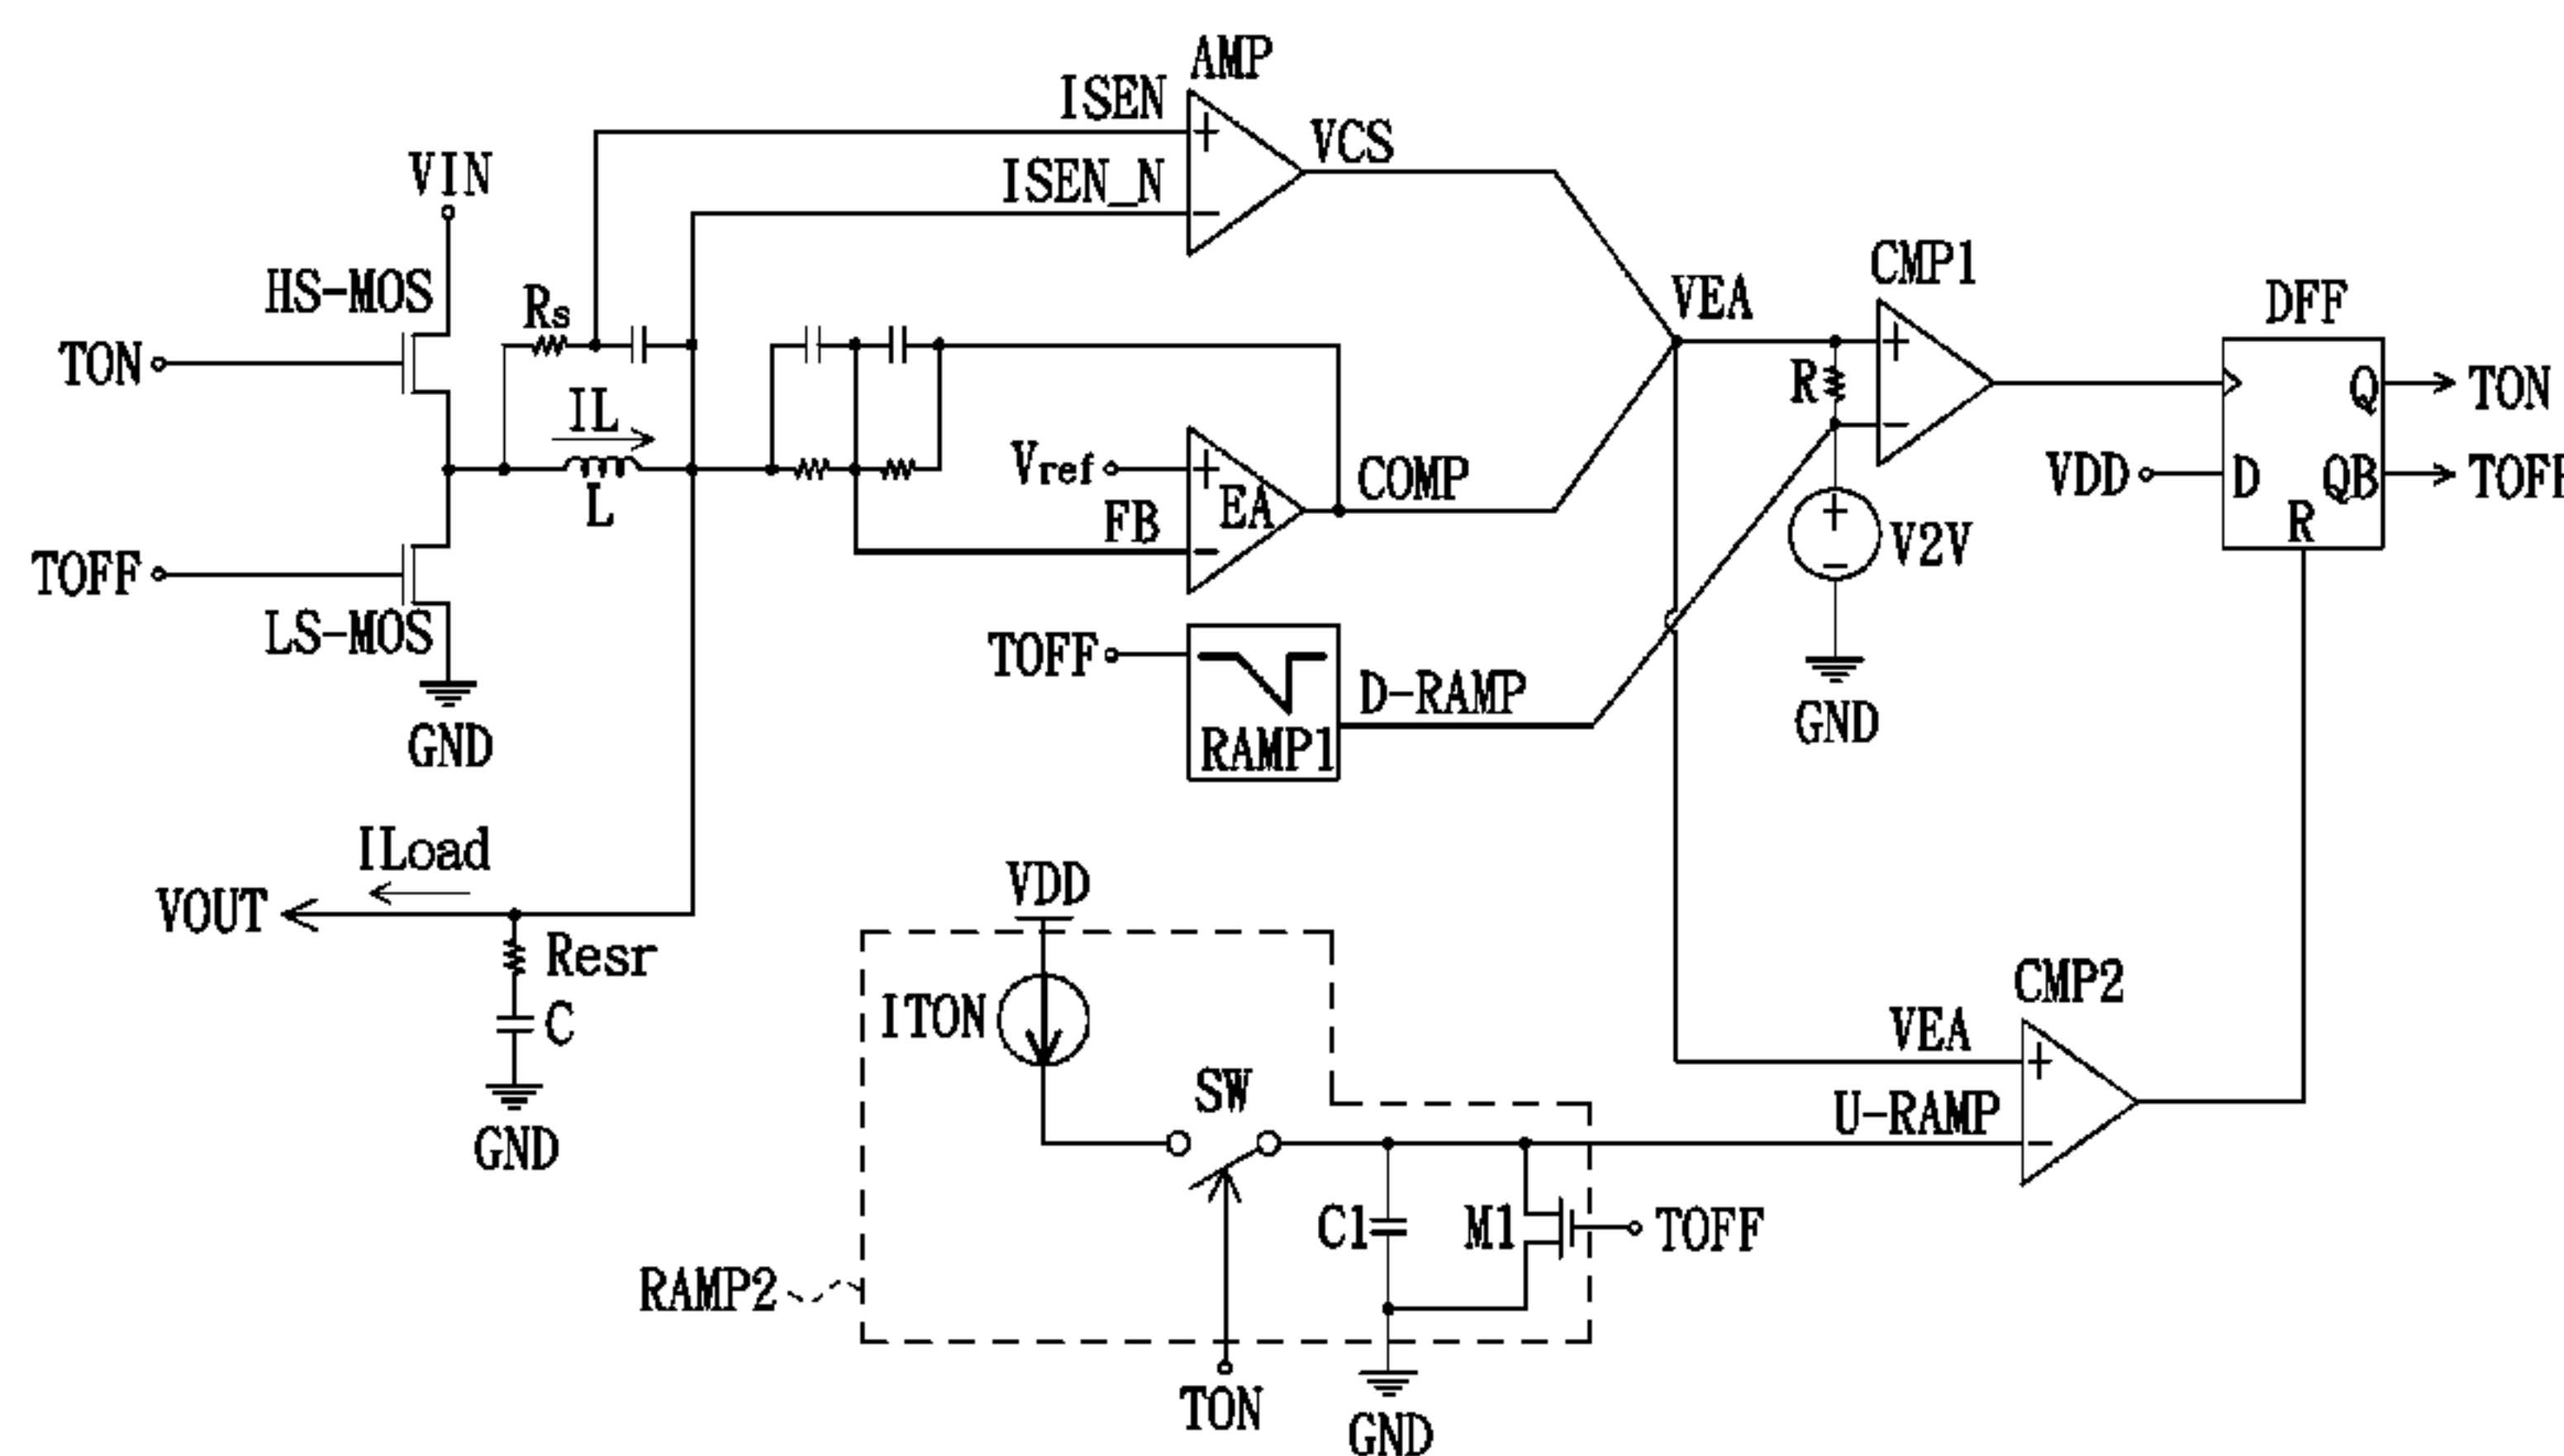 AMP
ISEN
VCS
ISEN_N
VIN
HS-MOS
Rs
TON
IL
L
VEA
CMP1
R
DFF
Q
TON
VDD
D
QB
TOFF
R
Vref
EA
COMP
FB
V2V
TOFF
LS-MOS
GND
TOFF
D-RAMP
RAMP1
GND
ILoad
VOUT
Resr
C
GND
VDD
ITON
SW
CMP2
VEA
U-RAMP
C1
M1
TOFF
RAMP2
TON
GND